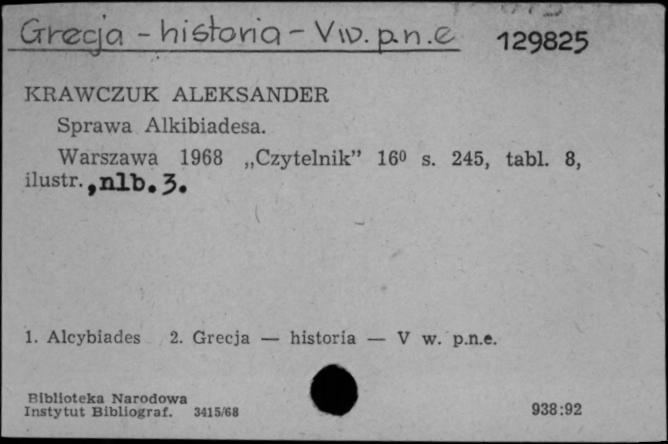 Grecja - historia - V w. p.n.e 129825
KRAWCZUK ALEKSANDER
Sprawa Alkibiadesa.
Warszawa 1968 „Czytelnik” 16⁰ s. 245, tabl. 8,
ilustr., nlb. 3.
1. Alcybiades 2. Grecja — historia — V w. p.n.e.
Biblioteka Narodowa
Instytut Bibliograf. 3415/68 938:92